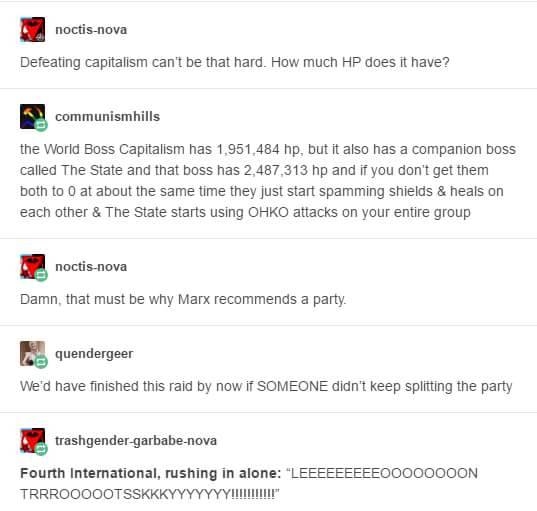 noctis-nova
Defeating capitalism can't be that hard. How much HP does it have?
communismhills
the World Boss Capitalism has 1,951,484 hp, but it also has a companion boss
called The State and that boss has 2,487,313 hp and if you don't get them
both to 0 at about the same time they just start spamming shields & heals on
each other & The State starts using OHKO attacks on your entire group
noctis-nova
Damn, that must be why Marx recommends a party.
quendergeer
We'd have finished this raid by now if SOMEONE didn't keep splitting the party
trashgender-garbabe-nova
Fourth International, rushing in alone: “LEEEEEEEEEOOOOOOOON
TRRROOOOOTSSKKKYYYYYYY!!!!!!!!!!!”